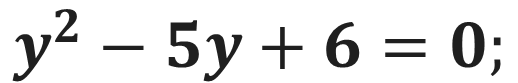 y² − 5y + 6 = 0;